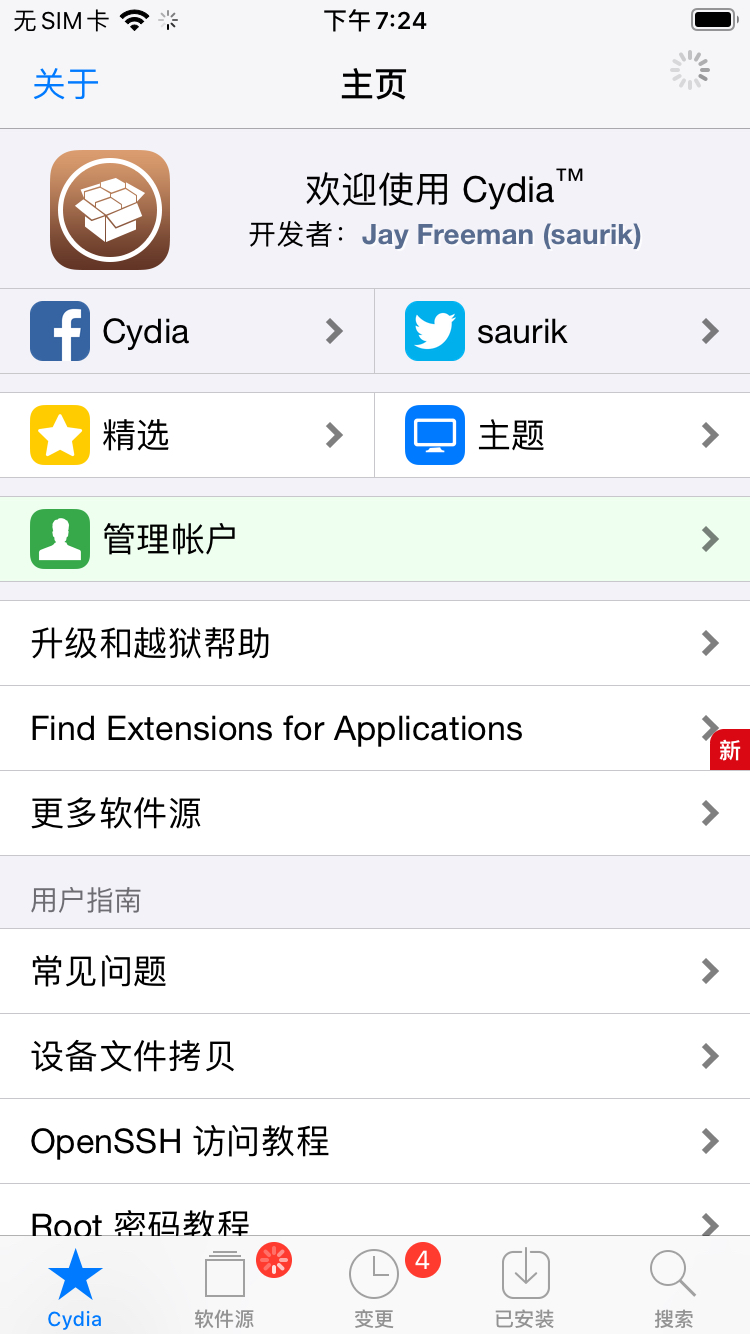 无SIM卡 下午7:24
关于 主页
欢迎使用 Cydia™
开发者：Jay Freeman (saurik)
Cydia saurik
精选 主题
管理帐户
升级和越狱帮助
Find Extensions for Applications
新
更多软件源
用户指南
常见问题
设备文件拷贝
OpenSSH 访问教程
Root 密码教程
4
Cydia 软件源 变更 已安装 搜索